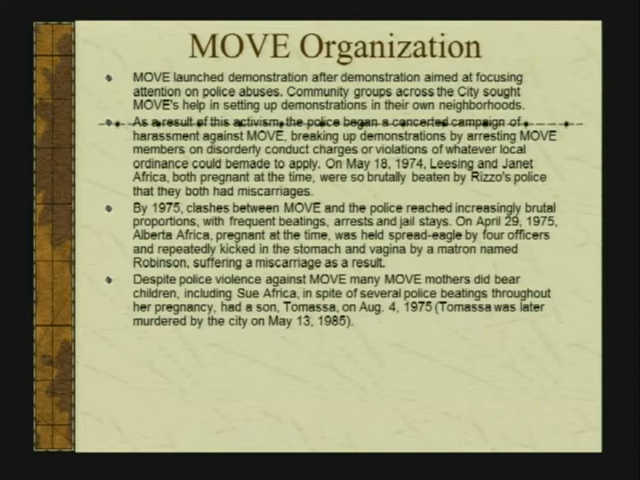 MOVE Organization
MOVE launched demonstration after demonstration aimed at focusing
attention on police abuses. Community groups across the City sought
MOVE's help in setting up demonstrations in their own neighborhoods.
As a result of this activism, the police began a concerted campaign of
harassment against MOVE, breaking up demonstrations by arresting MOVE
members on disorderly conduct charges or violations of whatever local
ordinance could bemade to apply. On May 18, 1974, Leesing and Janet
Africa, both pregnant at the time, were so brutally beaten by Rizzo's police
that they both had miscarriages.
By 1975, clashes between MOVE and the police reached increasingly brutal
proportions, with frequent beatings, arrests and jail stays. On April 29, 1975,
Alberta Africa, pregnant at the time, was held spread-eagle by four officers
and repeatedly kicked in the stomach and vagina by a matron named
Robinson, suffering a miscarriage as a result.
Despite police violence against MOVE many MOVE mothers did bear
children, including Sue Africa, in spite of several police beatings throughout
her pregnancy, had a son, Tomassa, on Aug. 4, 1975 (Tomassa was later
murdered by the city on May 13, 1985).